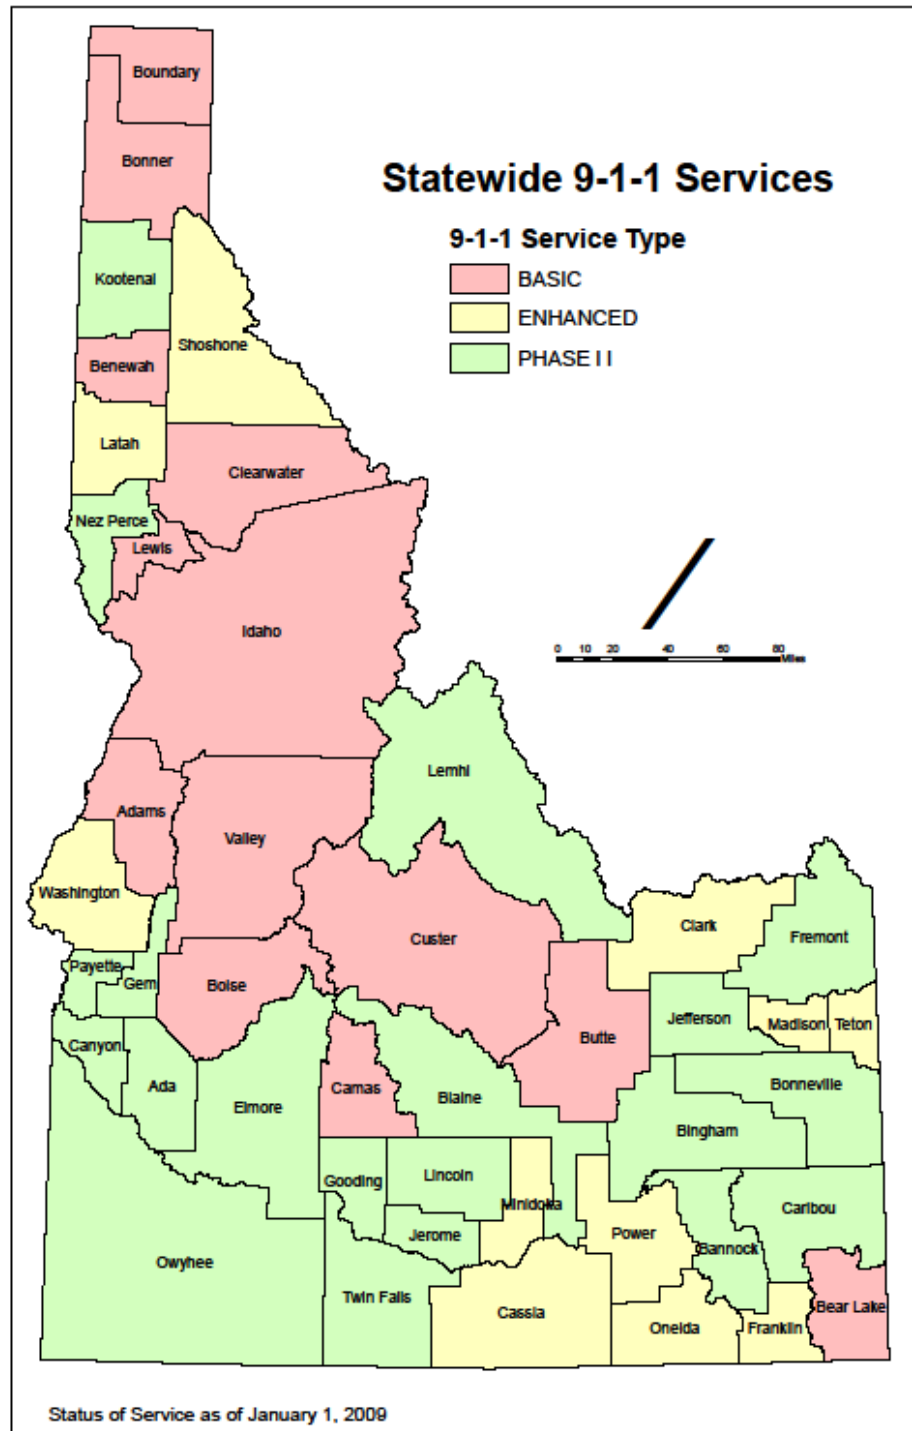 Boundary
Bonner
Statewide 9-1-1 Services
9-1-1 Service Type
BASIC
ENHANCED
PHASE I I
Kootenai
Shoshone
Benewah
Latah
Clearwater
Nez Perce
Lewis
Idaho
0 10 20 40 60 80
Miles
Lemhi
Adams
Valley
Washington
Clark
Custer
Fremont
Payette
Gem
Boise
Butte
Jefferson
Madison
Teton
Canyon
Ada
Elmore
Camas
Blaine
Bonneville
Bingham
Gooding
Lincoln
Minidoka
Caribou
Jerome
Power
Bannock
Owyhee
Twin Falls
Cassia
Oneida
Franklin
Bear Lake
Status of Service as of January 1, 2009